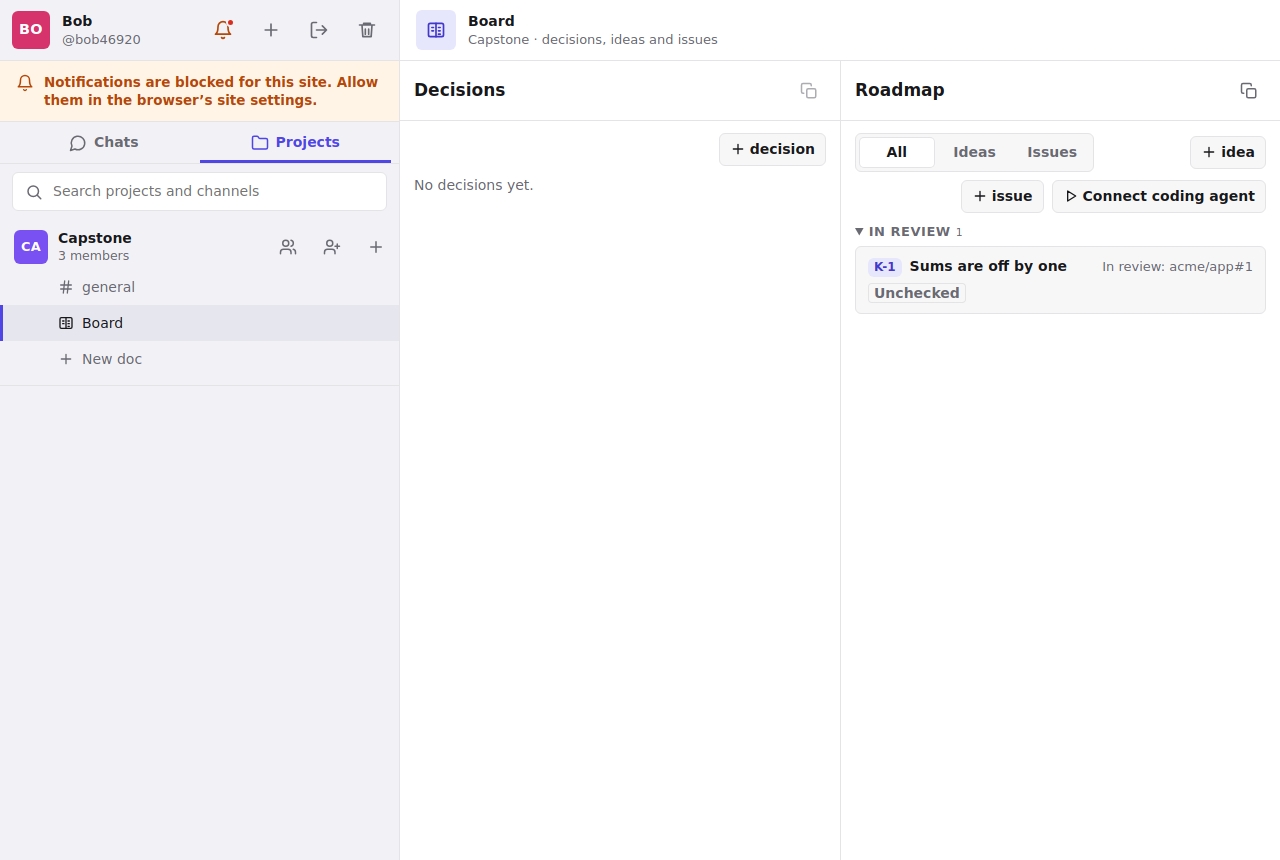 BO
Bob
@bob46920
Notifications are blocked for this site. Allow
them in the browser’s site settings.
Chats
Projects
Search projects and channels
CA
Capstone
3 members
general
Board
New doc
Board
Capstone · decisions, ideas and issues
Decisions
decision
No decisions yet.
Roadmap
All
Ideas
Issues
idea
issue
Connect coding agent
IN REVIEW 1
K-1 Sums are off by one
In review: acme/app#1
Unchecked